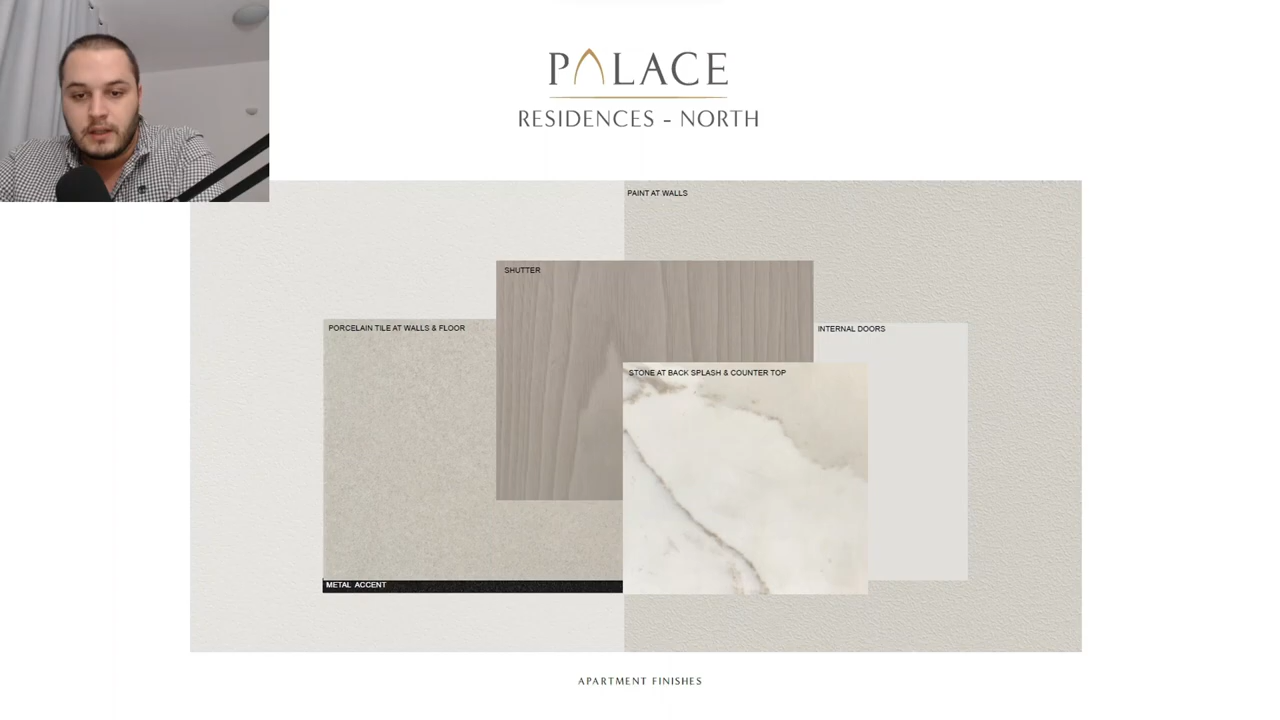 PALACE
RESIDENCES - NORTH
PAINT AT WALLS
SHUTTER
PORCELAIN TILE AT WALLS & FLOOR
INTERNAL DOORS
STONE AT BACK SPLASH & COUNTER TOP
METAL ACCENT
APARTMENT FINISHES